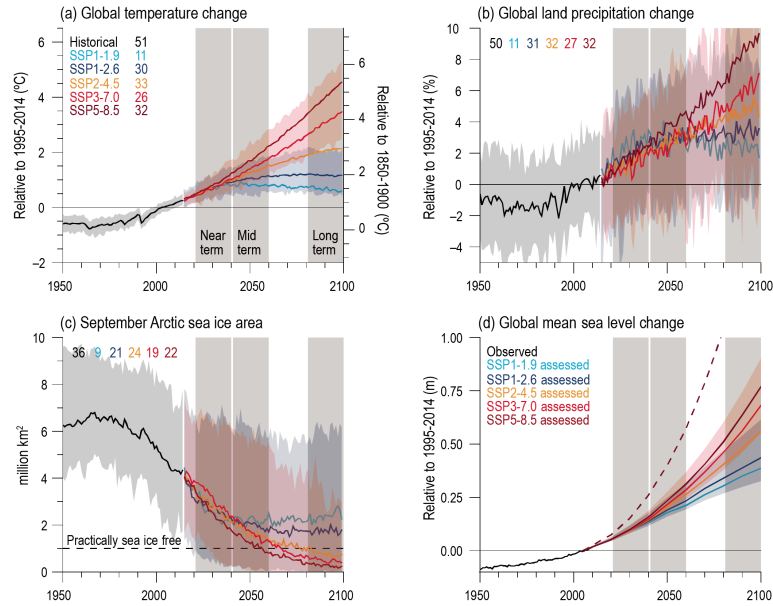 (a) Global temperature change
6
4
2
0
−2
Relative to 1995-2014 (ºC)
Historical 51
SSP1-1.9 11
SSP1-2.6 30
SSP2-4.5 33
SSP3-7.0 26
SSP5-8.5 32
6
4
2
0
Relative to 1850-1900 (ºC)
Near term
Mid term
Long term
1950 2000 2050 2100
(b) Global land precipitation change
10
8
6
4
2
0
−2
−4
Relative to 1995-2014 (%)
50 11 31 32 27 32
1950 2000 2050 2100
(c) September Arctic sea ice area
10
8
6
4
2
0
million km²
36 9 21 24 19 22
Practically sea ice free
1950 2000 2050 2100
(d) Global mean sea level change
1.00
0.75
0.50
0.25
0.00
Relative to 1995-2014 (m)
Observed
SSP1-1.9 assessed
SSP1-2.6 assessed
SSP2-4.5 assessed
SSP3-7.0 assessed
SSP5-8.5 assessed
1950 2000 2050 2100